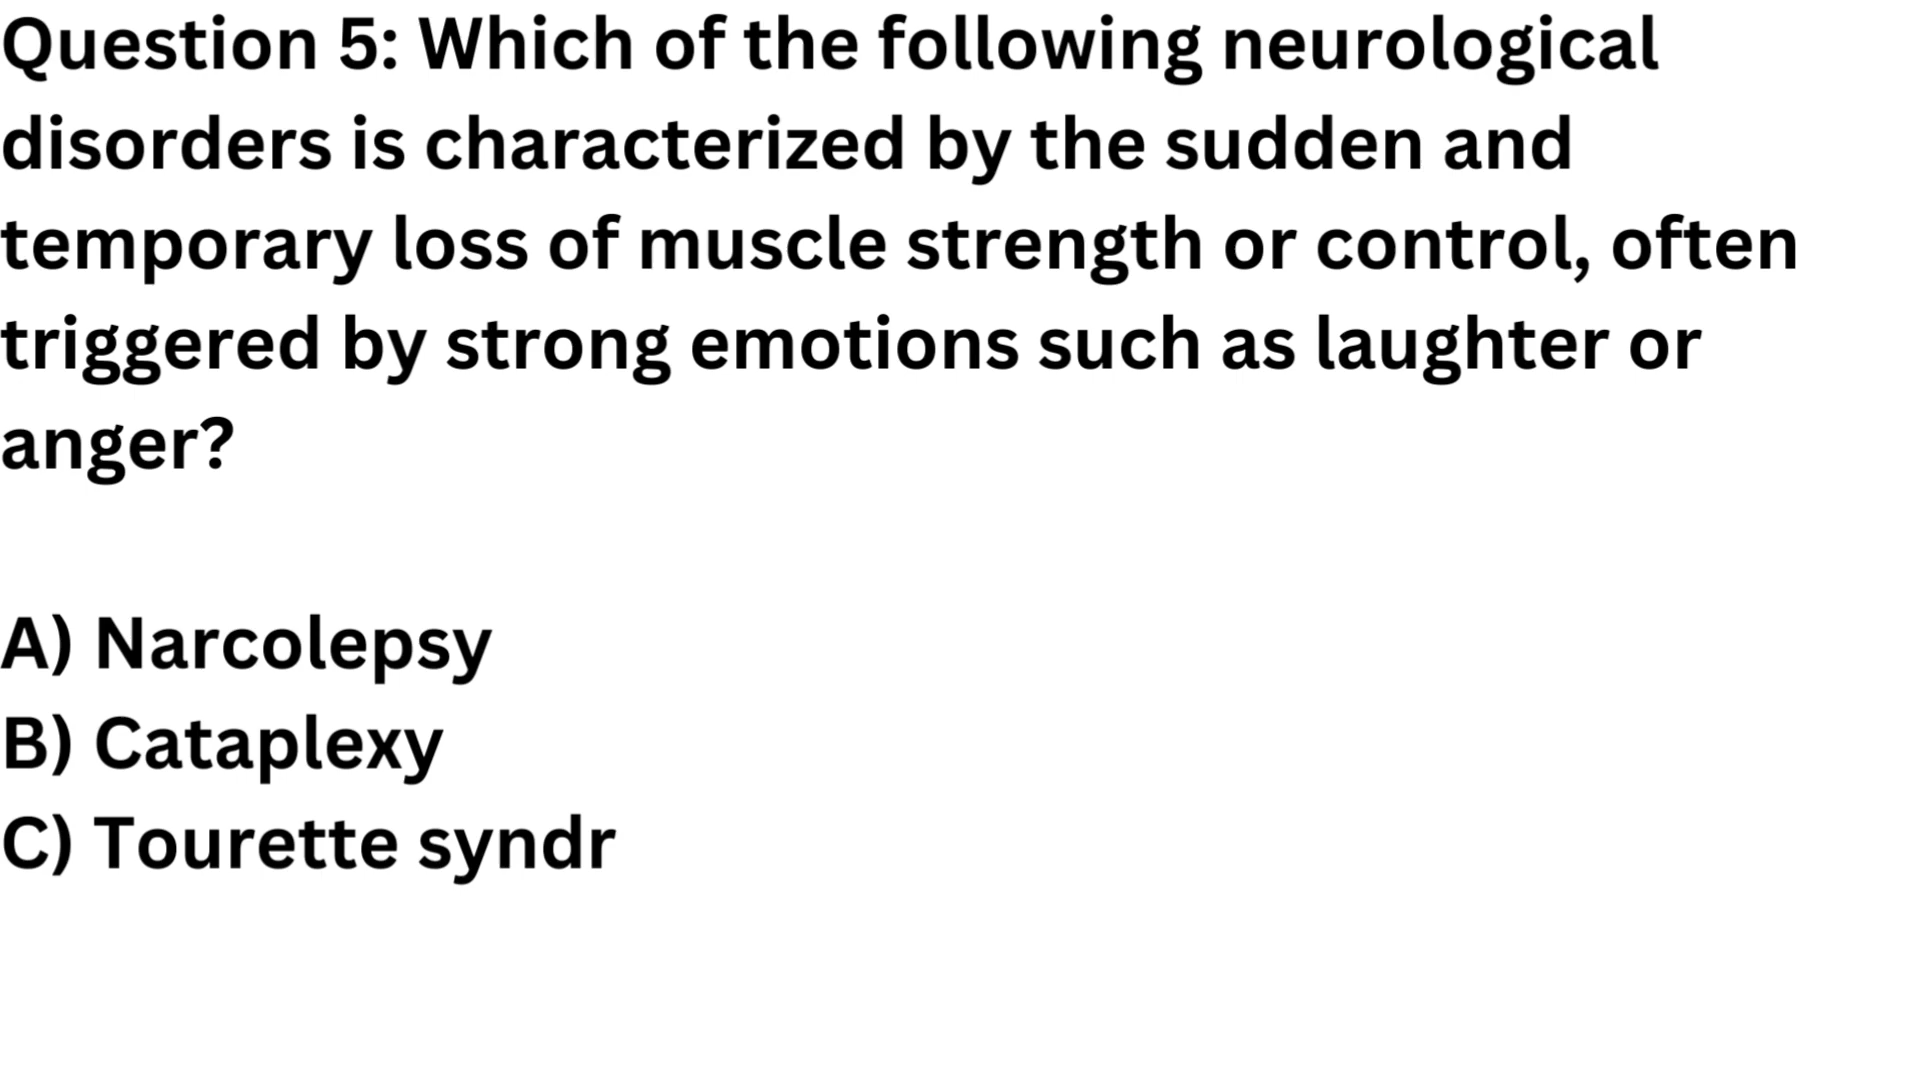 Question 5: Which of the following neurological
disorders is characterized by the sudden and
temporary loss of muscle strength or control, often
triggered by strong emotions such as laughter or
anger?
A) Narcolepsy
B) Cataplexy
C) Tourette syndr